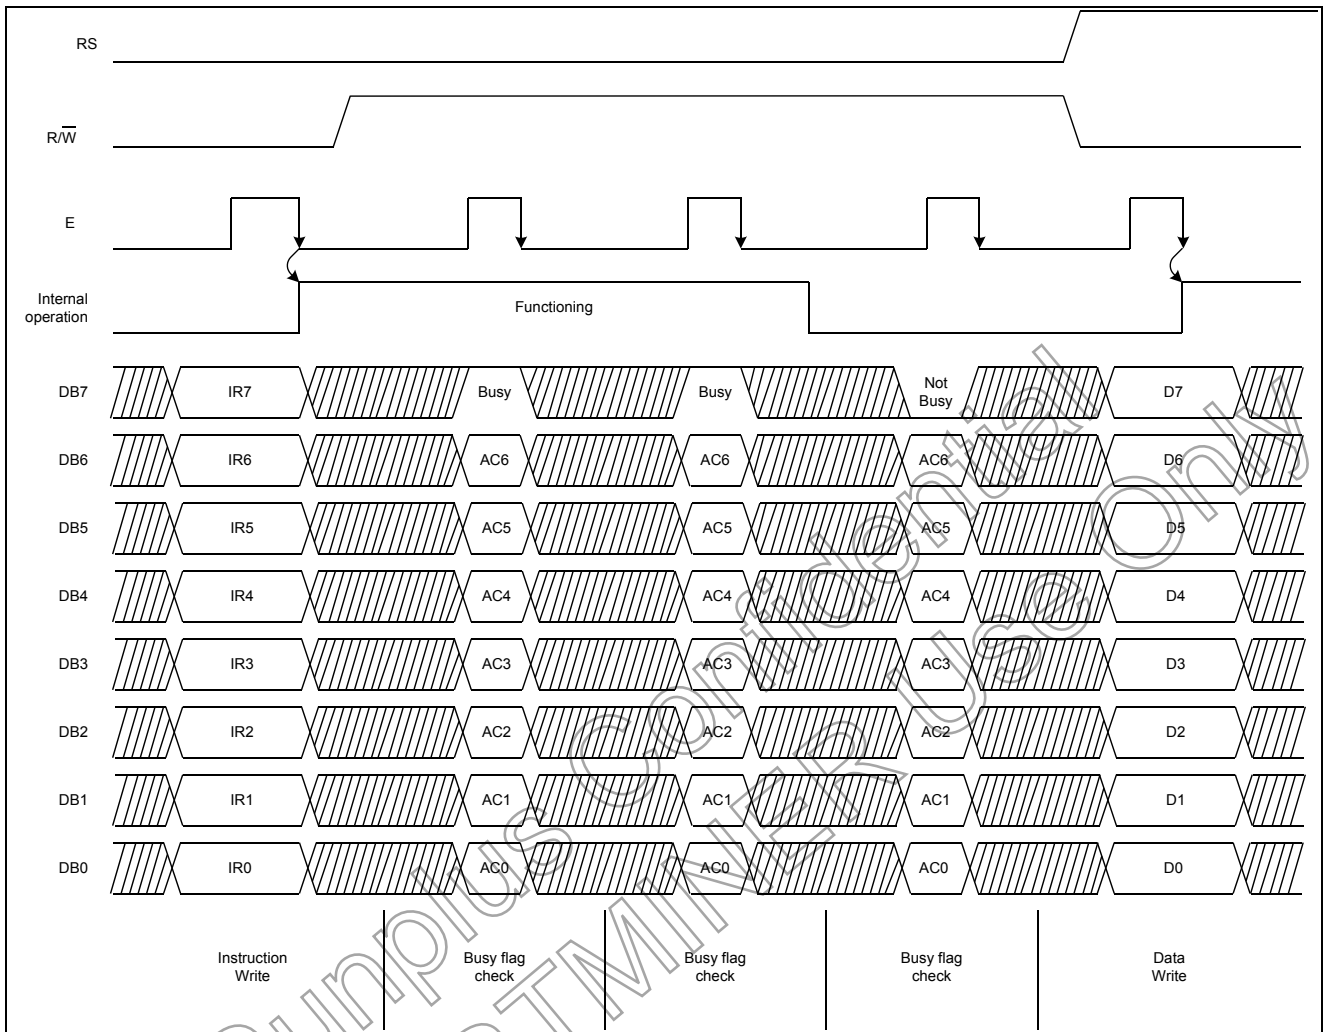 RS
R/W
E
Internal
operation
Functioning
DB7 IR7 Busy Busy Not Busy D7
DB6 IR6 AC6 AC6 AC6 D6
DB5 IR5 AC5 AC5 AC5 D5
DB4 IR4 AC4 AC4 AC4 D4
DB3 IR3 AC3 AC3 AC3 D3
DB2 IR2 AC2 AC2 AC2 D2
DB1 IR1 AC1 AC1 AC1 D1
DB0 IR0 AC0 AC0 AC0 D0
Instruction
Write
Busy flag
check
Busy flag
check
Busy flag
check
Data
Write
Confidential
Use Only